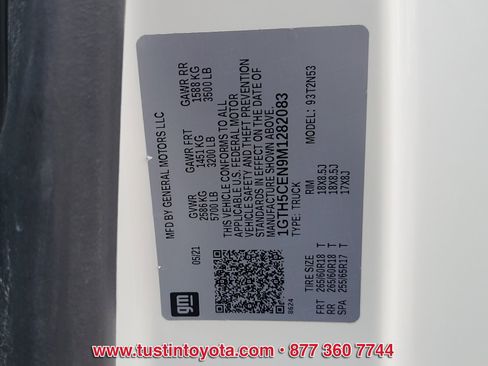 MFD BY GENERAL MOTORS LLC
05/21
GVWR
2586 KG
5700 LB
GAWR FRT
1451 KG
3200 LB
GAWR RR
1588 KG
3500 LB
THIS VEHICLE CONFORMS TO ALL
APPLICABLE U.S. FEDERAL MOTOR
VEHICLE SAFETY AND THEFT PREVENTION
STANDARDS IN EFFECT ON THE DATE OF
MANUFACTURE SHOWN ABOVE.
1GTH5CEN9M1282083
TYPE: TRUCK
MODEL: 93T2N53
gm
0624
TIRE SIZE RIM
FRT 265/60R18 T 18X8.5J
RR 265/60R18 T 18X8.5J
SPA 255/65R17 T 17X8J
www.tustintoyota.com • 877 360 7744